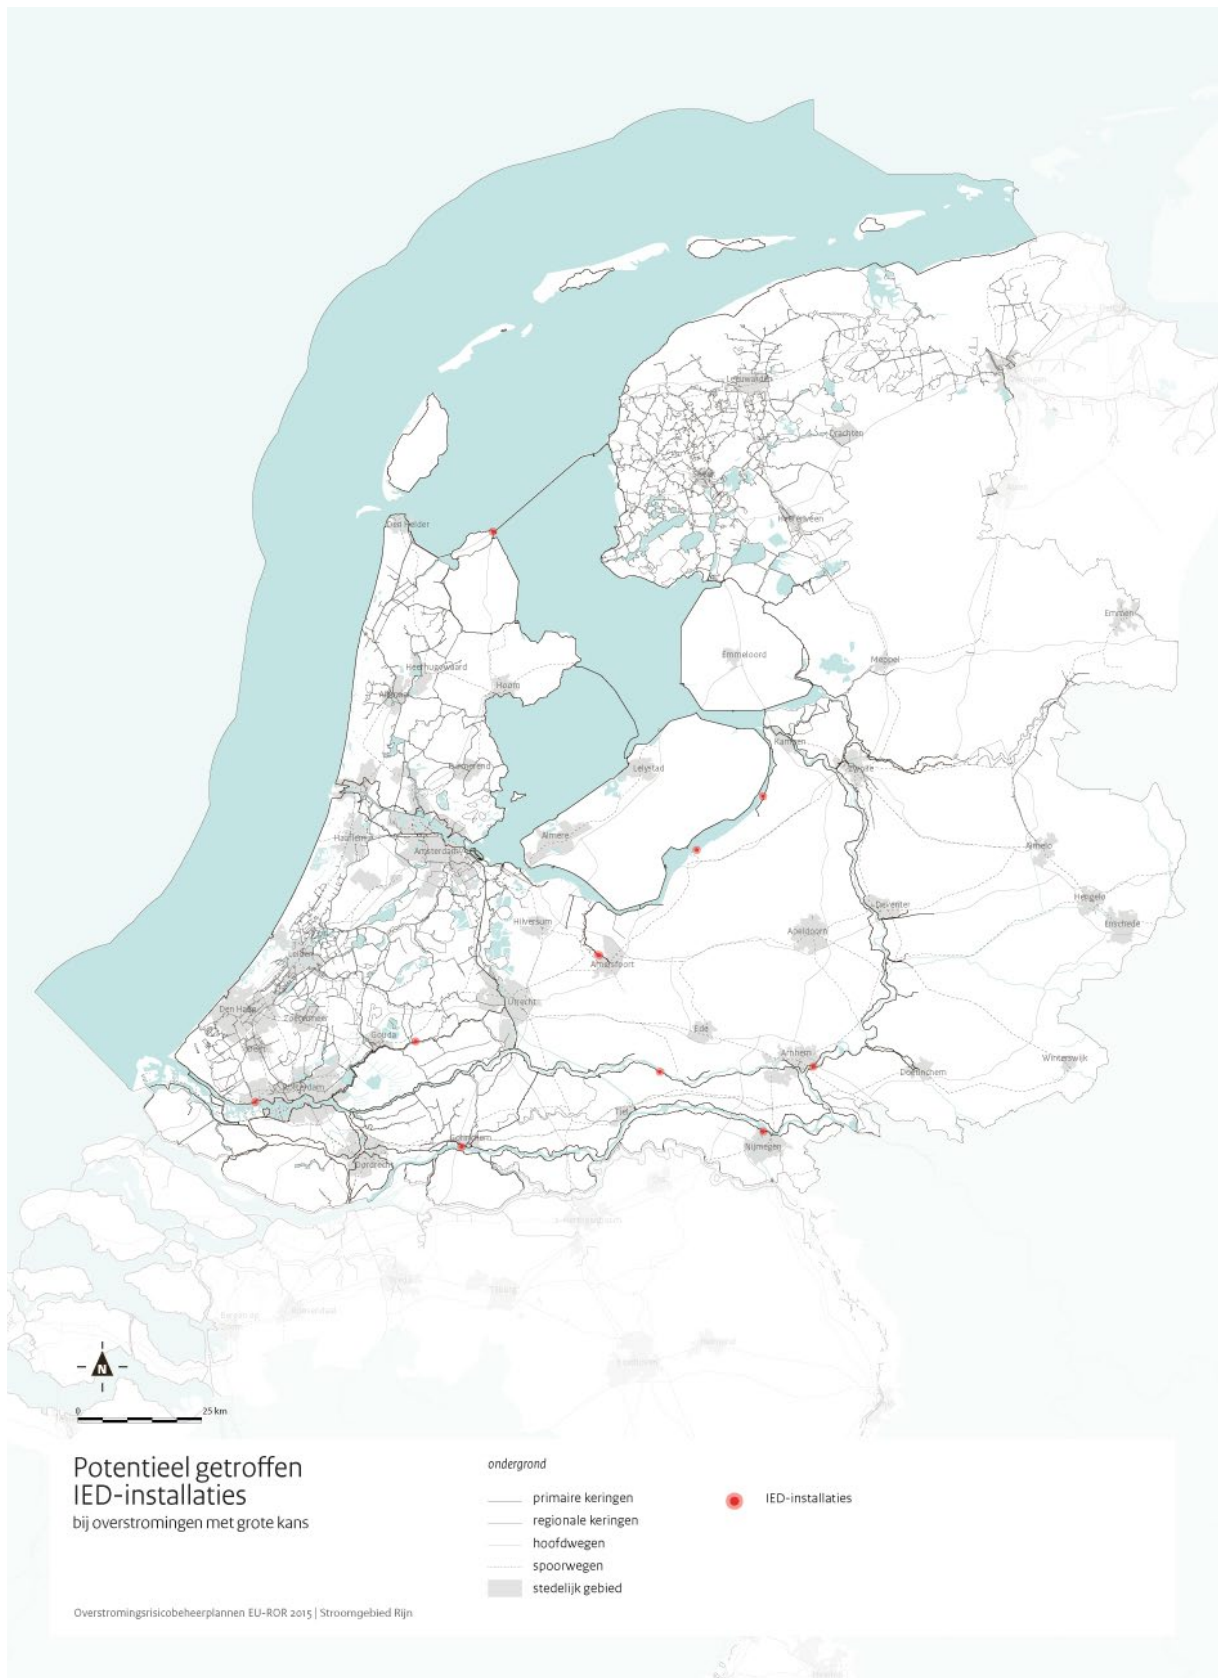 Leeuwarden
Drachten
Den Helder
Heerenveen
Emmen
Emmeloord
Meppel
Heerhugowaard
Hoorn
Kampen
Zwolle
Purmerend
Lelystad
Almere
Haarlem
Amsterdam
Almelo
Hengelo
Enschede
Deventer
Hilversum
Apeldoorn
Amersfoort
Leiden
Den Haag
Utrecht
Zoetermeer
Gouda
Delft
Ede
Arnhem
Doetinchem
Winterswijk
Rotterdam
Tiel
Gorinchem
Nijmegen
Dordrecht
Tilburg
N
0 25 km
Potentieel getroffen
IED-installaties
bij overstromingen met grote kans
ondergrond
primaire keringen
regionale keringen
hoofdwegen
spoorwegen
stedelijk gebied
IED-installaties
Overstromingsrisicobeheerplannen EU-ROR 2015 | Stroomgebied Rijn